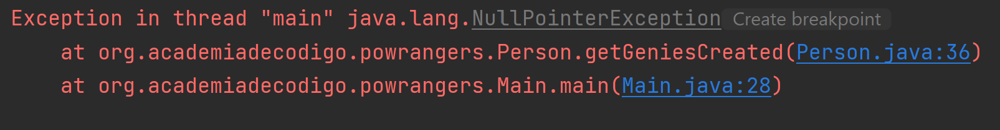 Exception in thread "main" java.lang.NullPointerException Create breakpoint
at org.academiadecodigo.powrangers.Person.getGeniesCreated(Person.java:36)
at org.academiadecodigo.powrangers.Main.main(Main.java:28)